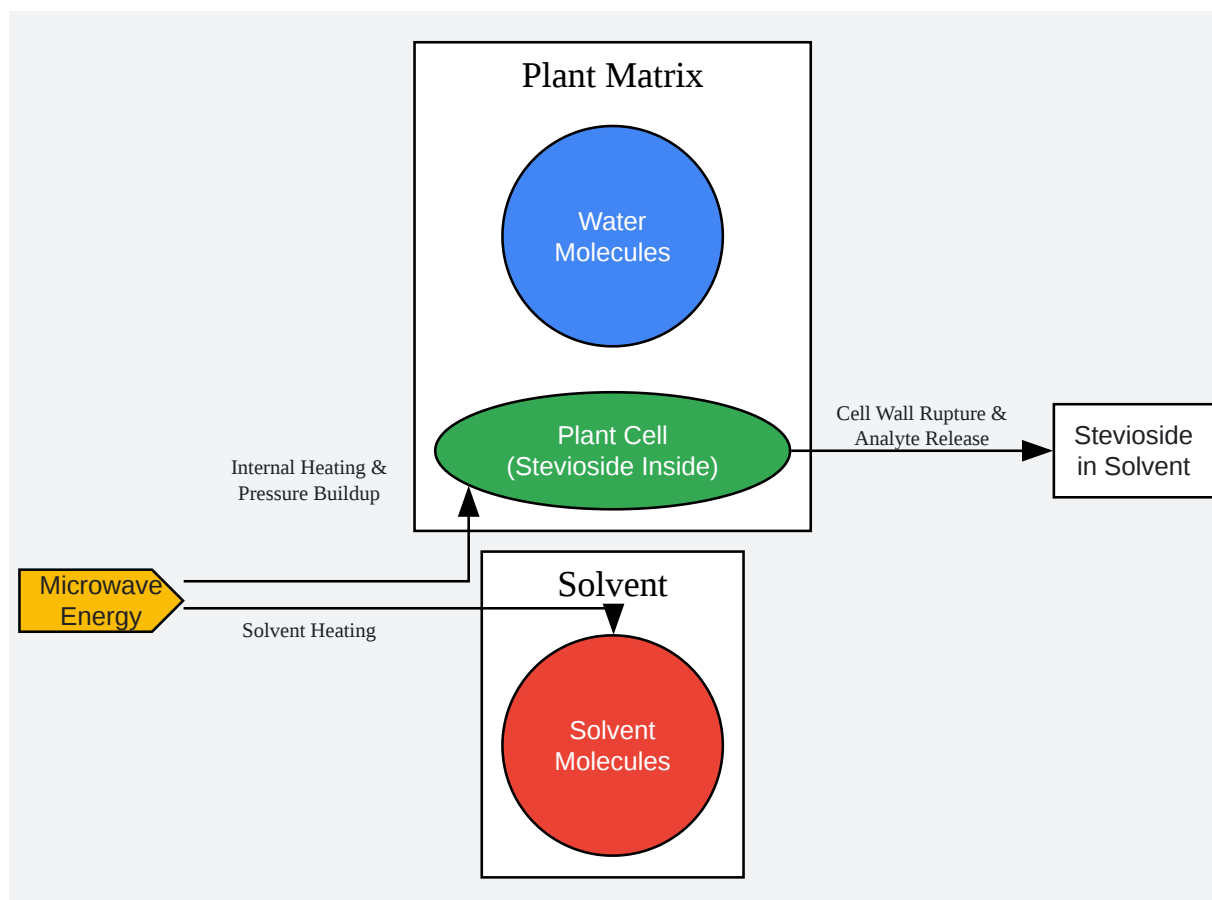 Plant Matrix
Water
Molecules
Plant Cell
(Stevioside Inside)
Cell Wall Rupture &
Analyte Release
Stevioside
in Solvent
Internal Heating &
Pressure Buildup
Microwave
Energy
Solvent Heating
Solvent
Solvent
Molecules